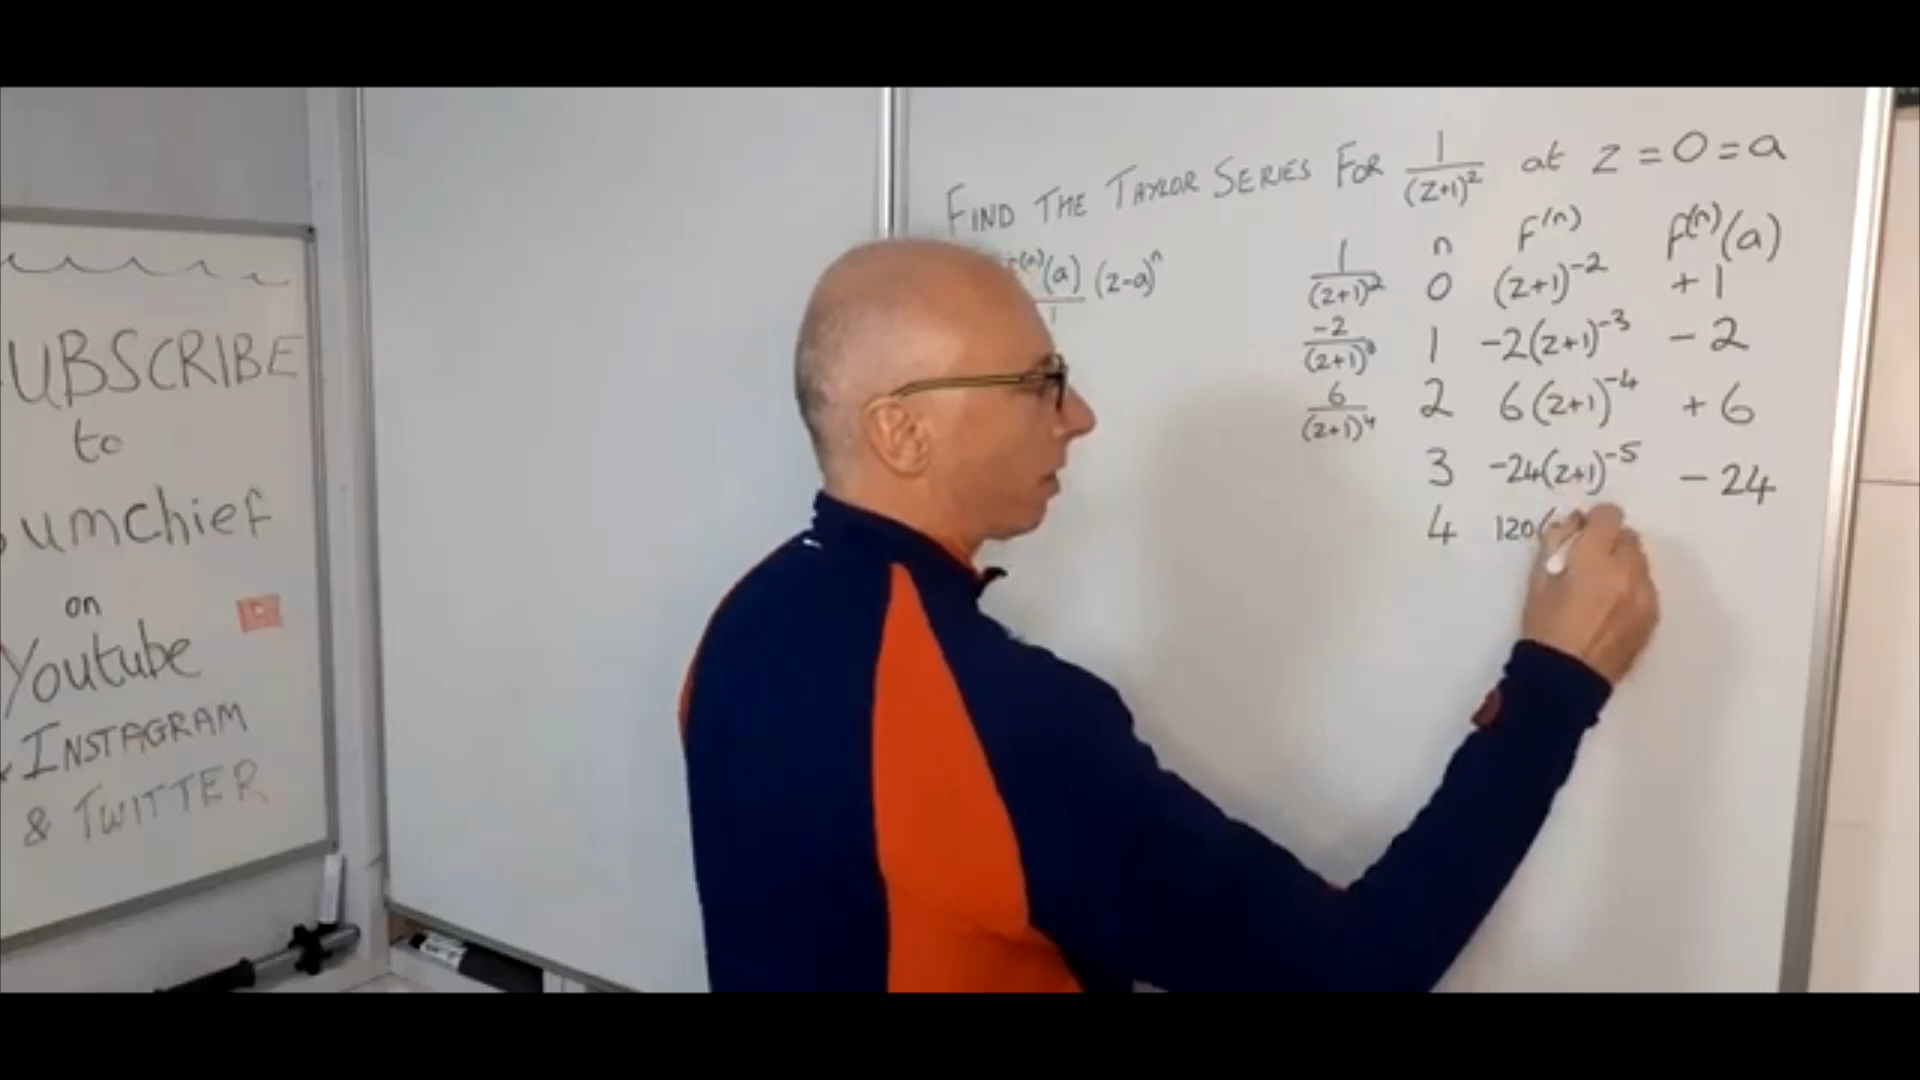 FIND THE TAYLOR SERIES FOR 1/(z+1)² at z = 0 = a
(a) (z-a)ⁿ
n F⁽ⁿ⁾ f⁽ⁿ⁾(a)
1/(z+1)² 0 (z+1)⁻² +1
-2/(z+1)³ 1 -2(z+1)⁻³ -2
6/(z+1)⁴ 2 6(z+1)⁻⁴ +6
3 -24(z+1)⁻⁵ -24
4 120(
UBSCRIBE
to
umchief
on
Youtube
INSTAGRAM
& TWITTER